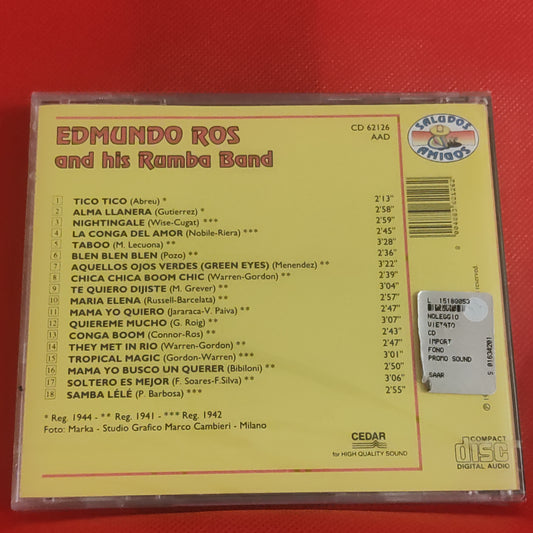 EDMUNDO ROS
and his Rumba Band
CD 62126
AAD
SALUDOS
AMIGOS
1 TICO TICO (Abreu) * 2'13"
2 ALMA LLANERA (Gutierrez) * 2'58"
3 NIGHTINGALE (Wise-Cugat) *** 2'59"
4 LA CONGA DEL AMOR (Nobile-Riera) *** 2'45"
5 TABOO (M. Lecuona) ** 3'28"
6 BLEN BLEN BLEN (Pozo) ** 2'36"
7 AQUELLOS OJOS VERDES (GREEN EYES) (Menendez) ** 3'22"
8 CHICA CHICA BOOM CHIC (Warren-Gordon) ** 2'39"
9 TE QUIERO DIJISTE (M. Grever) ** 3'04"
10 MARIA ELENA (Russell-Barcelata) ** 2'57"
11 MAMA YO QUIERO (Jararaca-V. Paiva) ** 2'47"
12 QUIEREME MUCHO (G. Roig) ** 3'07"
13 CONGA BOOM (Connor-Ros) ** 2'43"
14 THEY MET IN RIO (Warren-Gordon) ** 2'47"
15 TROPICAL MAGIC (Gordon-Warren) *** 3'01"
16 MAMA YO BUSCO UN QUERER (Bibiloni) ** 2'50"
17 SOLTERO ES MEJOR (F. Soares-F.Silva) ** 3'06"
18 SAMBA LÉLÉ (P. Barbosa) *** 2'55"
* Reg. 1944 - ** Reg. 1941 - *** Reg. 1942
Foto: Marka - Studio Grafico Marco Cambieri - Milano
CEDAR
for HIGH QUALITY SOUND
COMPACT
disc
DIGITAL AUDIO
NOLEGGIO
VIETATO
CD
IMPORT
FONO
PROMO SOUND
SAAR
S 01634201
reserved